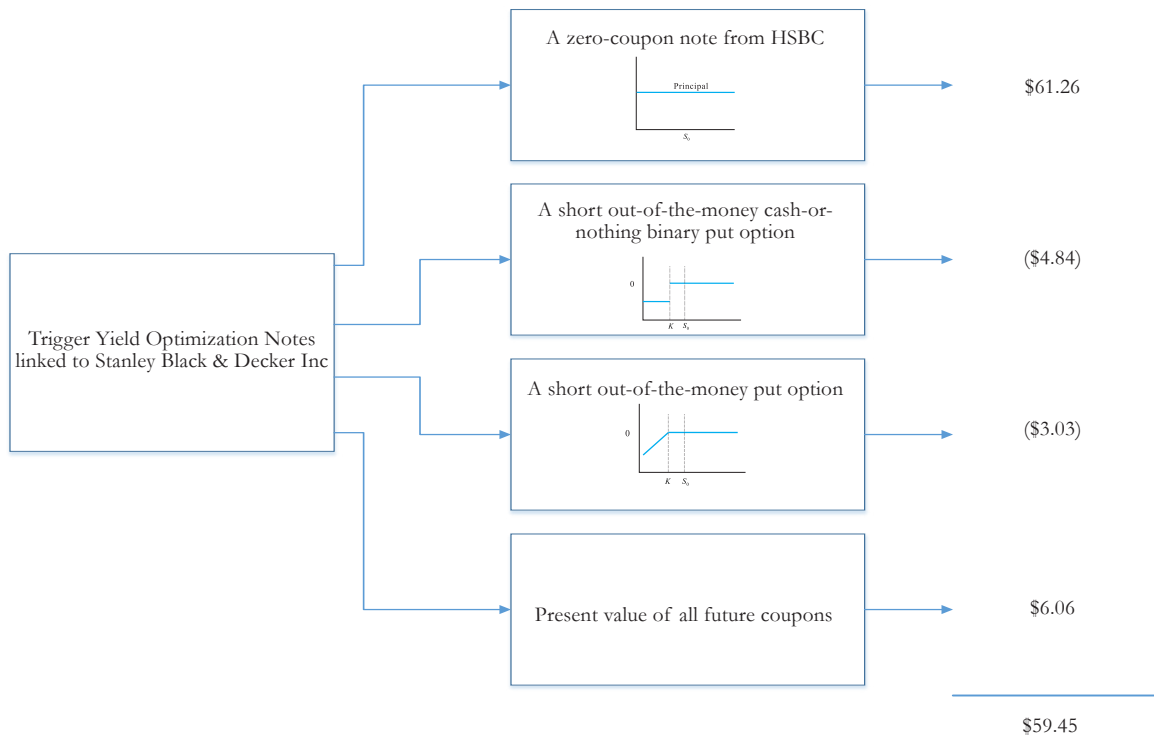 A zero-coupon note from HSBC
Principal
S₀
$61.26
A short out-of-the-money cash-or-
nothing binary put option
0
K S₀
($4.84)
Trigger Yield Optimization Notes
linked to Stanley Black & Decker Inc
A short out-of-the-money put option
0
K S₀
($3.03)
Present value of all future coupons
$6.06
$59.45